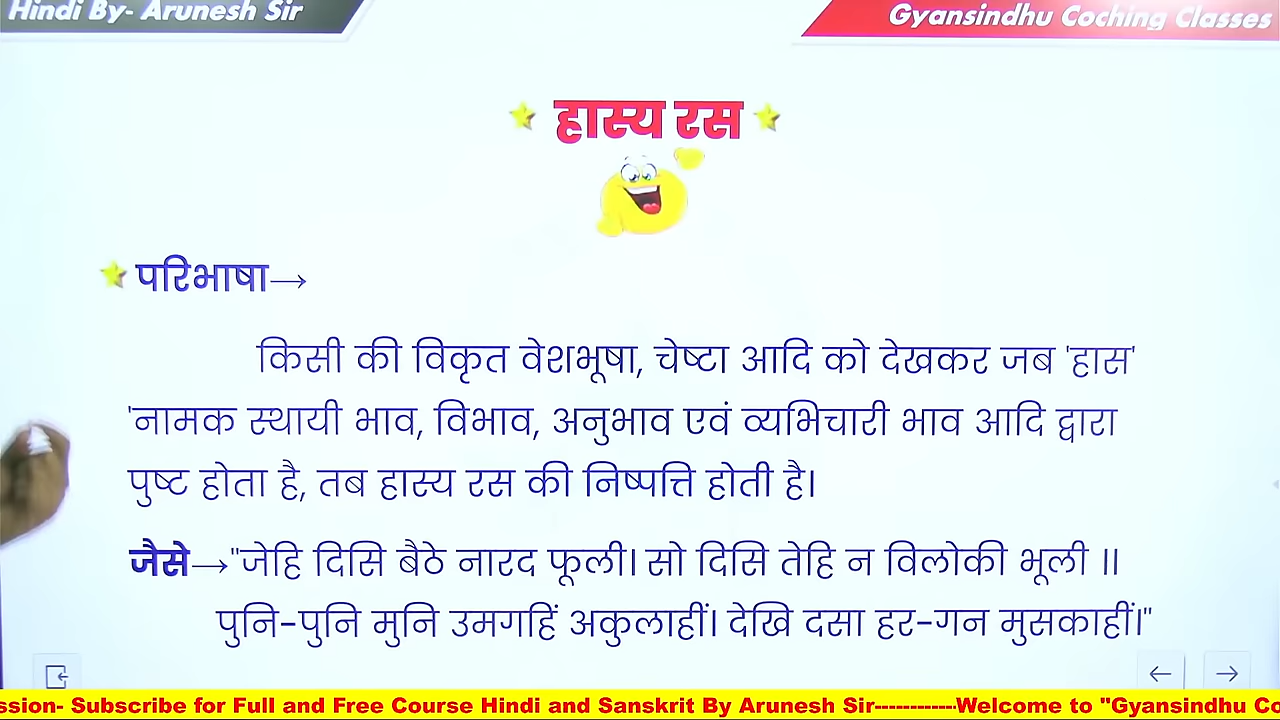 Hindi By- Arunesh Sir
Gyansindhu Coching Classes
हास्य रस
परिभाषा→
किसी की विकृत वेशभूषा, चेष्टा आदि को देखकर जब 'हास'
'नामक स्थायी भाव, विभाव, अनुभाव एवं व्यभिचारी भाव आदि द्वारा
पुष्ट होता है, तब हास्य रस की निष्पत्ति होती है।
जैसे→"जेहि दिसि बैठे नारद फूली। सो दिसि तेहि न विलोकी भूली ।।
पुनि-पुनि मुनि उमगहिं अकुलाहीं। देखि दसा हर-गन मुसकाहीं।"
ssion- Subscribe for Full and Free Course Hindi and Sanskrit By Arunesh Sir-----------Welcome to "Gyansindhu Co